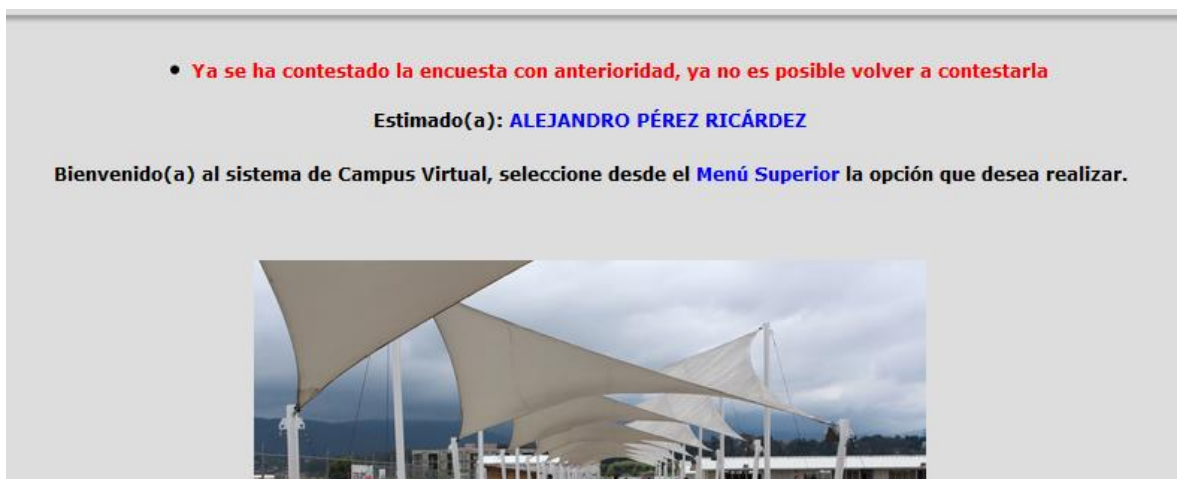 Ya se ha contestado la encuesta con anterioridad, ya no es posible volver a contestarla
Estimado(a): ALEJANDRO PÉREZ RICÁRDEZ
Bienvenido(a) al sistema de Campus Virtual, seleccione desde el Menú Superior la opción que desea realizar.